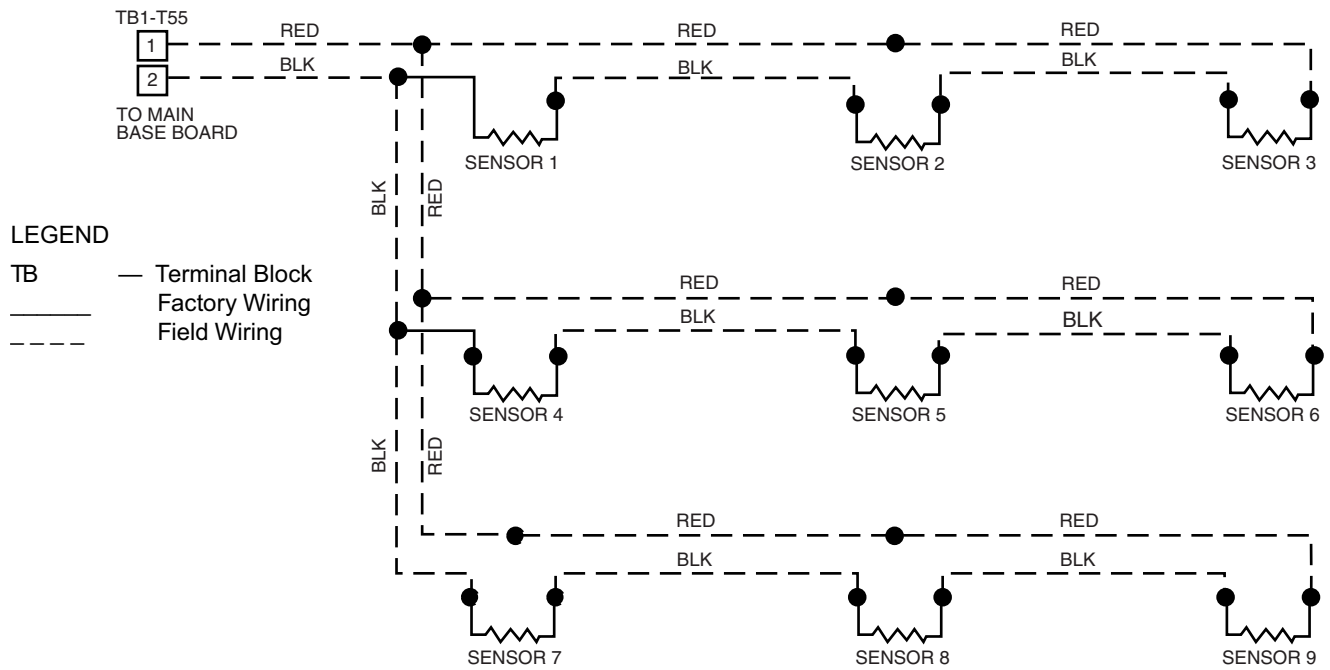 TB1-T55
1
RED
RED
RED
2
BLK
BLK
BLK
TO MAIN
BASE BOARD
SENSOR 1
SENSOR 2
SENSOR 3
BLK
RED
LEGEND
TB — Terminal Block
Factory Wiring
Field Wiring
RED
RED
BLK
BLK
SENSOR 4
SENSOR 5
SENSOR 6
BLK
RED
RED
RED
BLK
BLK
SENSOR 7
SENSOR 8
SENSOR 9